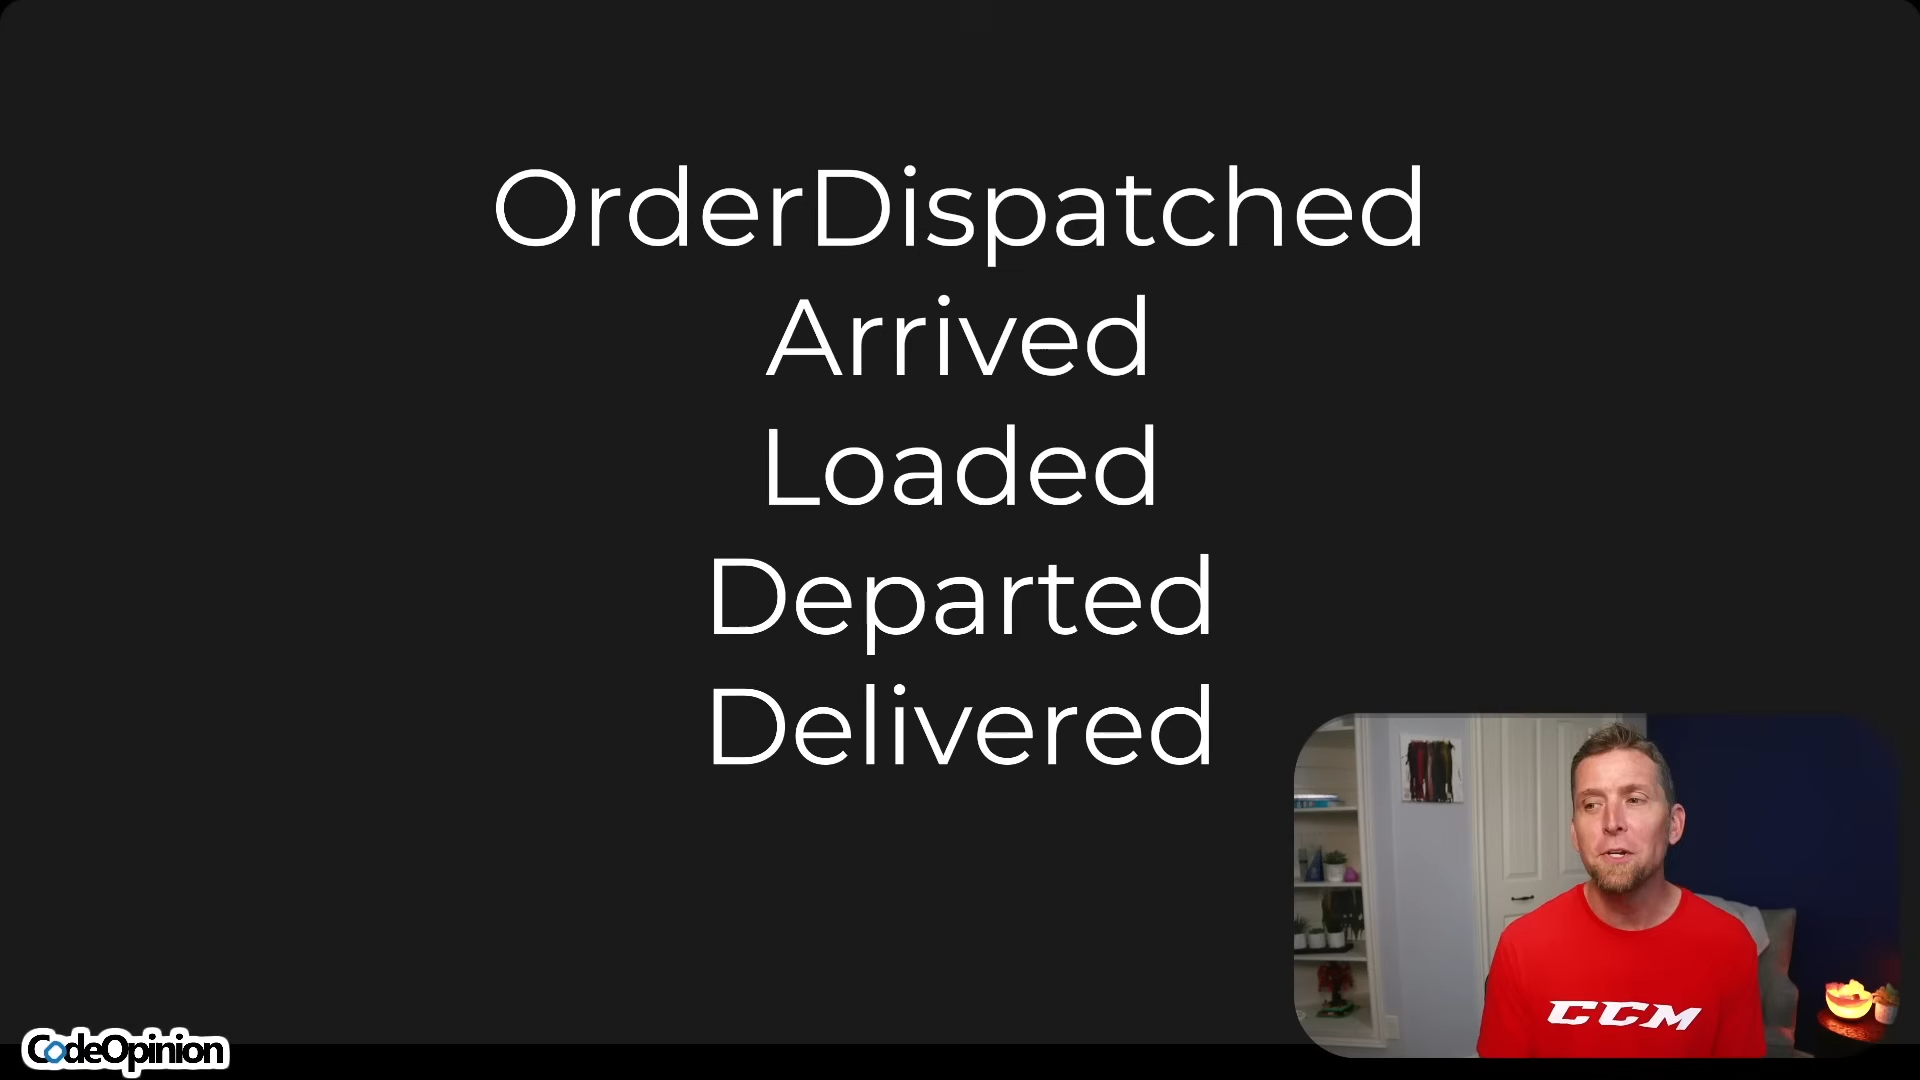 OrderDispatched
Arrived
Loaded
Departed
Delivered
CCM
CodeOpinion